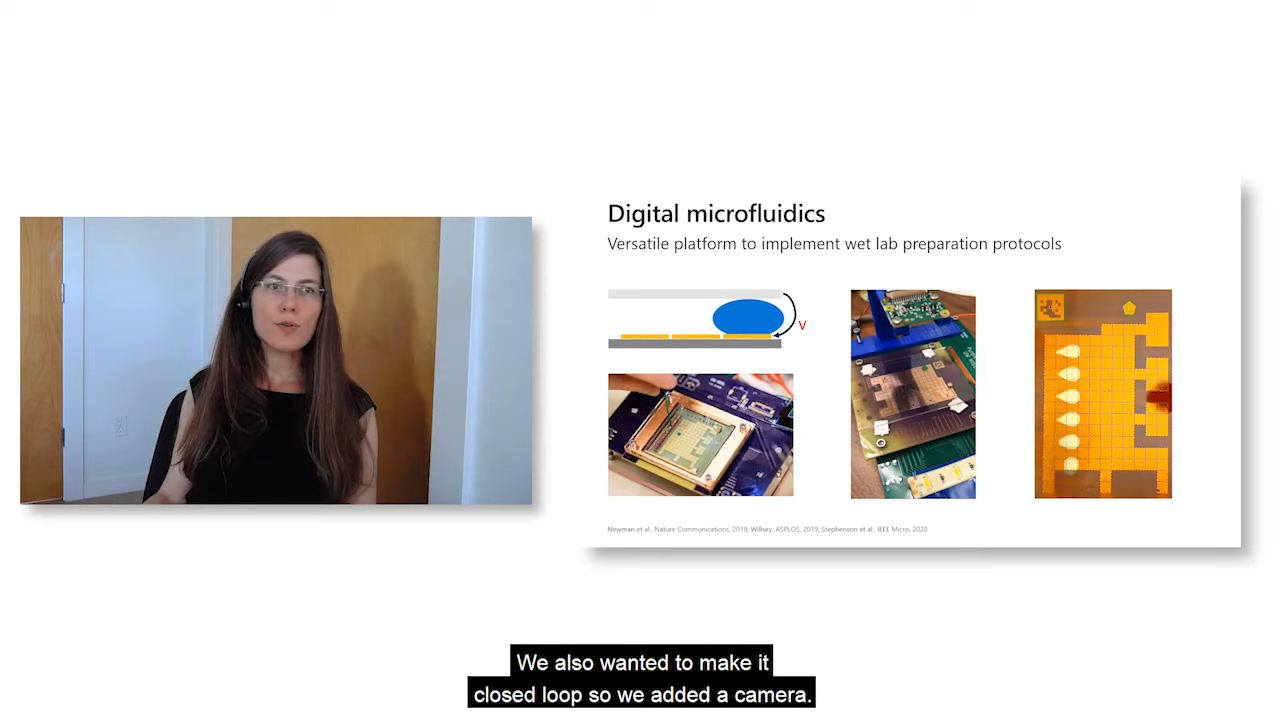 Digital microfluidics
Versatile platform to implement wet lab preparation protocols
V
Newman et al., Nature Communications, 2019; Willsey, ASPLOS, 2019; Stephenson et al., IEEE Micro, 2020
We also wanted to make it
closed loop so we added a camera.